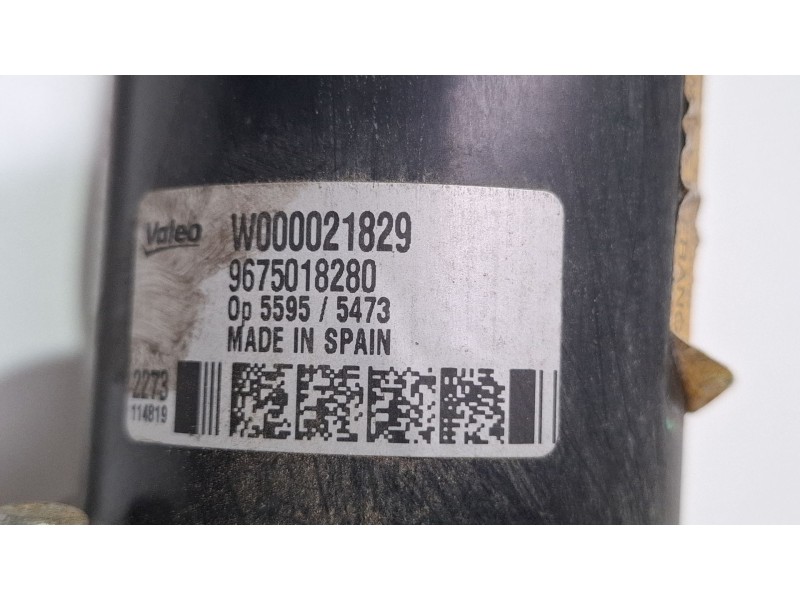 Valeo W000021829
9675018280
Op 5595 / 5473
MADE IN SPAIN
2273
114819